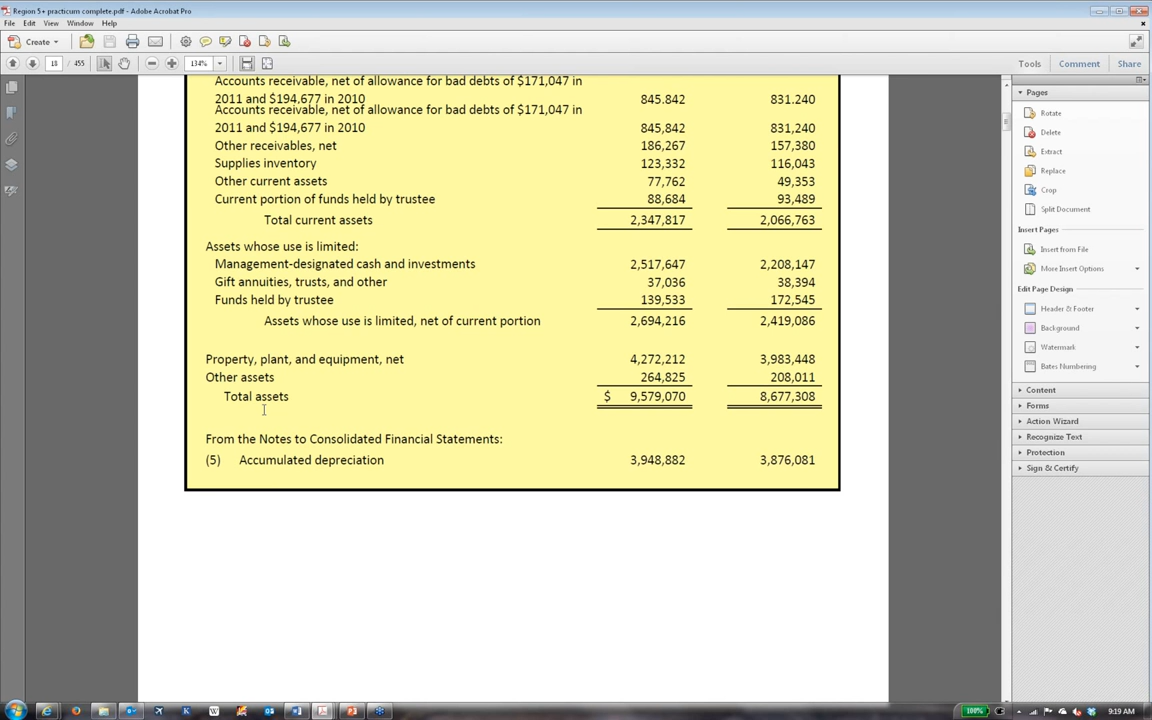 Region 5+ practicum complete.pdf - Adobe Acrobat Pro
File Edit View Window Help
Create
18 / 455 134% Tools Comment Share
Accounts receivable, net of allowance for bad debts of $171,047 in
2011 and $194,677 in 2010 845.842 831.240
Accounts receivable, net of allowance for bad debts of $171,047 in
2011 and $194,677 in 2010 845,842 831,240
Other receivables, net 186,267 157,380
Supplies inventory 123,332 116,043
Other current assets 77,762 49,353
Current portion of funds held by trustee 88,684 93,489
Total current assets 2,347,817 2,066,763
Assets whose use is limited:
Management-designated cash and investments 2,517,647 2,208,147
Gift annuities, trusts, and other 37,036 38,394
Funds held by trustee 139,533 172,545
Assets whose use is limited, net of current portion 2,694,216 2,419,086
Property, plant, and equipment, net 4,272,212 3,983,448
Other assets 264,825 208,011
Total assets $ 9,579,070 8,677,308
From the Notes to Consolidated Financial Statements:
(5) Accumulated depreciation 3,948,882 3,876,081
Pages
Rotate
Delete
Extract
Replace
Crop
Split Document
Insert Pages
Insert from File
More Insert Options
Edit Page Design
Header & Footer
Background
Watermark
Bates Numbering
Content
Forms
Action Wizard
Recognize Text
Protection
Sign & Certify
100% 9:19 AM